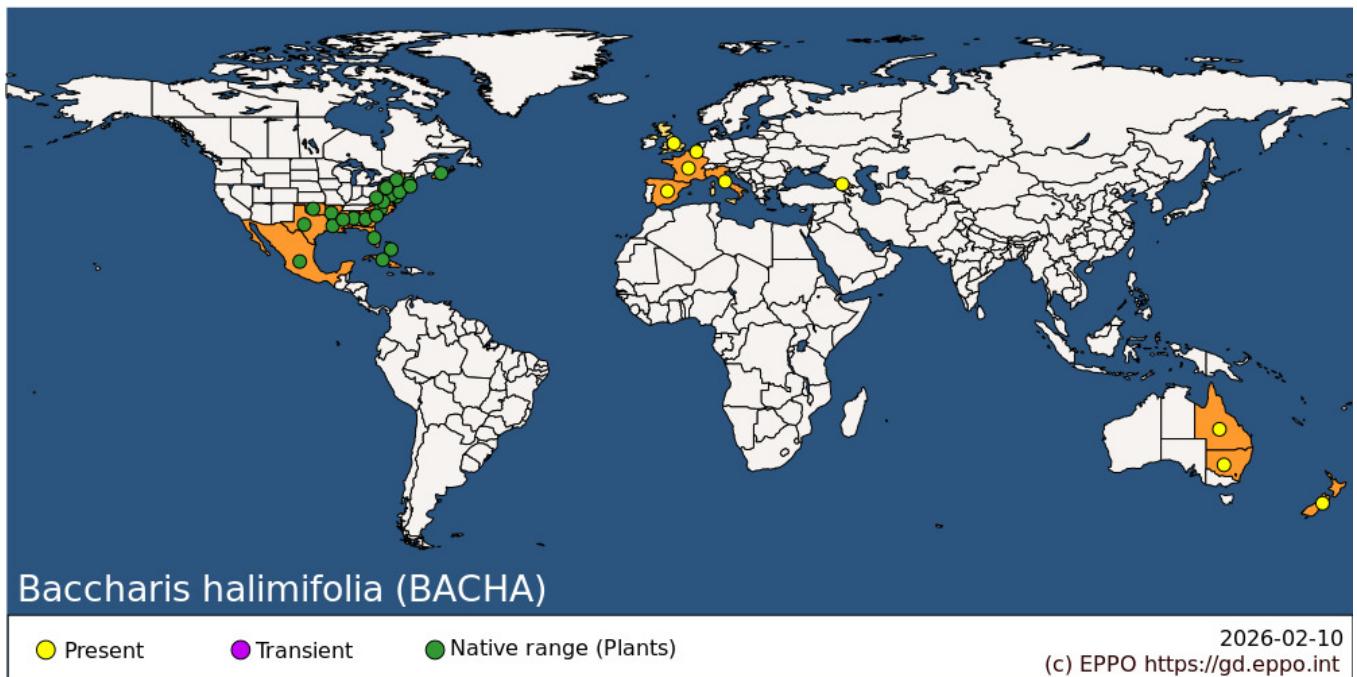 Baccharis halimifolia (BACHA)
Present
Transient
Native range (Plants)
2026-02-10
(c) EPPO https://gd.eppo.int